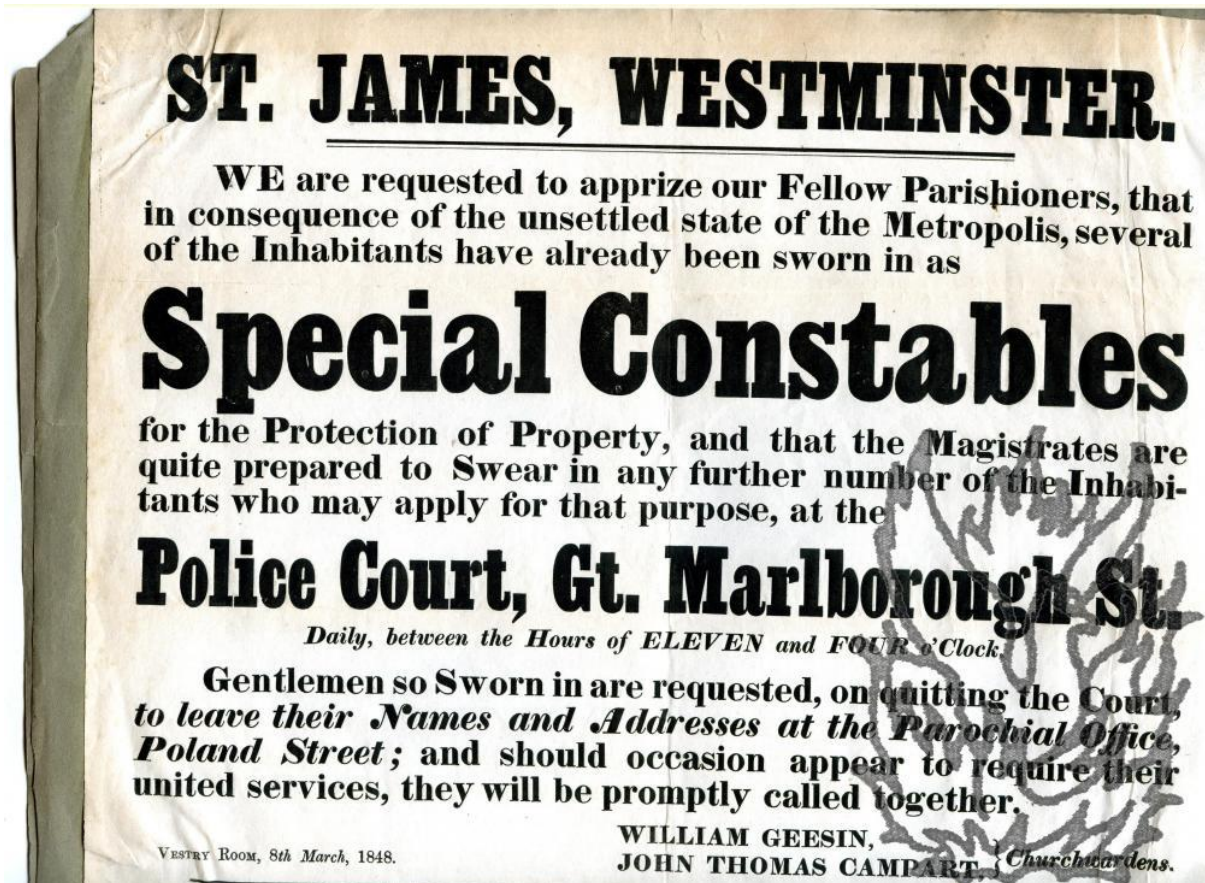 ST. JAMES, WESTMINSTER.
WE are requested to apprize our Fellow Parishioners, that
in consequence of the unsettled state of the Metropolis, several
of the Inhabitants have already been sworn in as
Special Constables
for the Protection of Property, and that the Magistrates are
quite prepared to Swear in any further number of the Inhabi-
tants who may apply for that purpose, at the
Police Court, Gt. Marlborough St.
Daily, between the Hours of ELEVEN and FOUR o'Clock.
Gentlemen so Sworn in are requested, on quitting the Court,
to leave their Names and Addresses at the Parochial Office,
Poland Street; and should occasion appear to require their
united services, they will be promptly called together.
WILLIAM GEESIN,
JOHN THOMAS CAMPART, } Churchwardens.
VESTRY ROOM, 8th March, 1848.